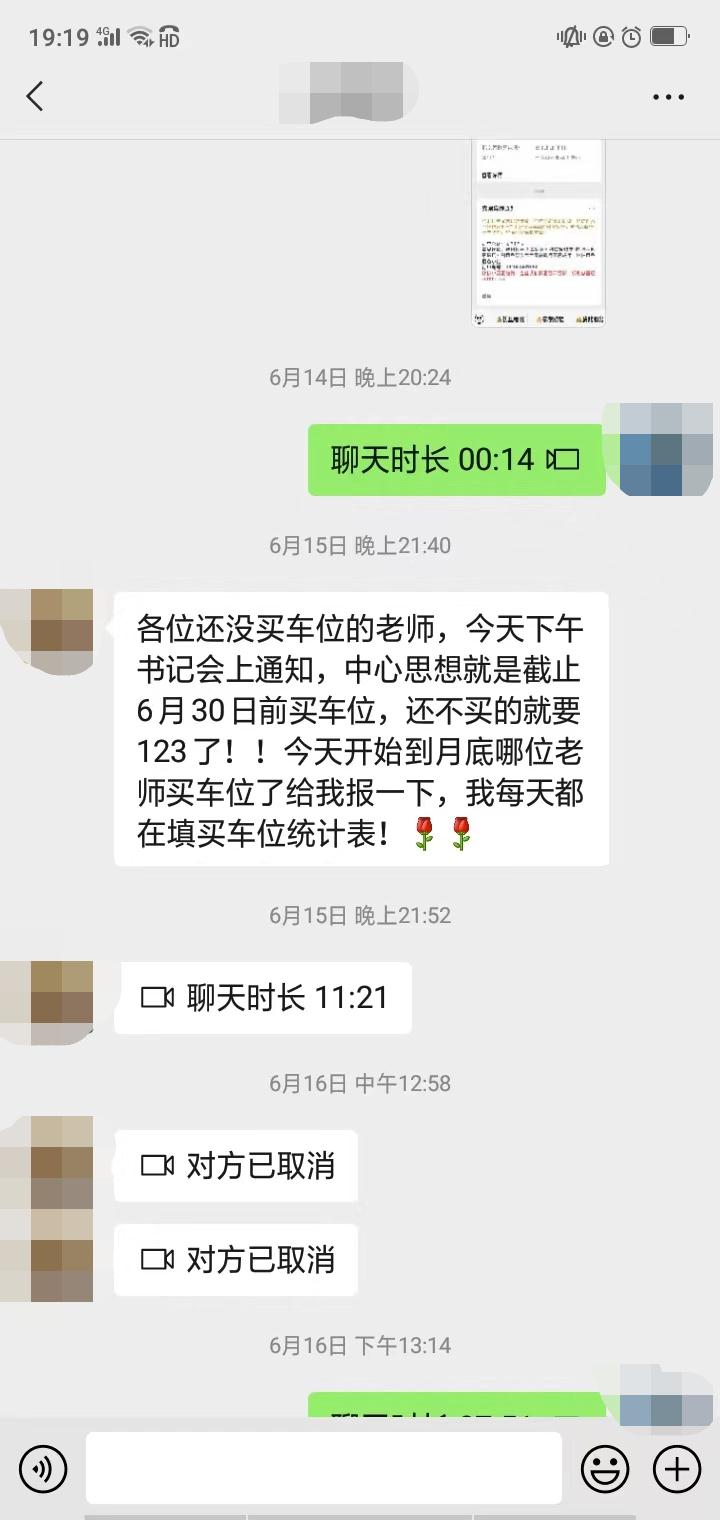 19:19 4G HD
6月14日 晚上20:24
聊天时长 00:14
6月15日 晚上21:40
各位还没买车位的老师，今天下午
书记会上通知，中心思想就是截止
6月30日前买车位，还不买的就要
123了！！今天开始到月底哪位老
师买车位了给我报一下，我每天都
在填买车位统计表！🌹🌹
6月15日 晚上21:52
聊天时长 11:21
6月16日 中午12:58
对方已取消
对方已取消
6月16日 下午13:14